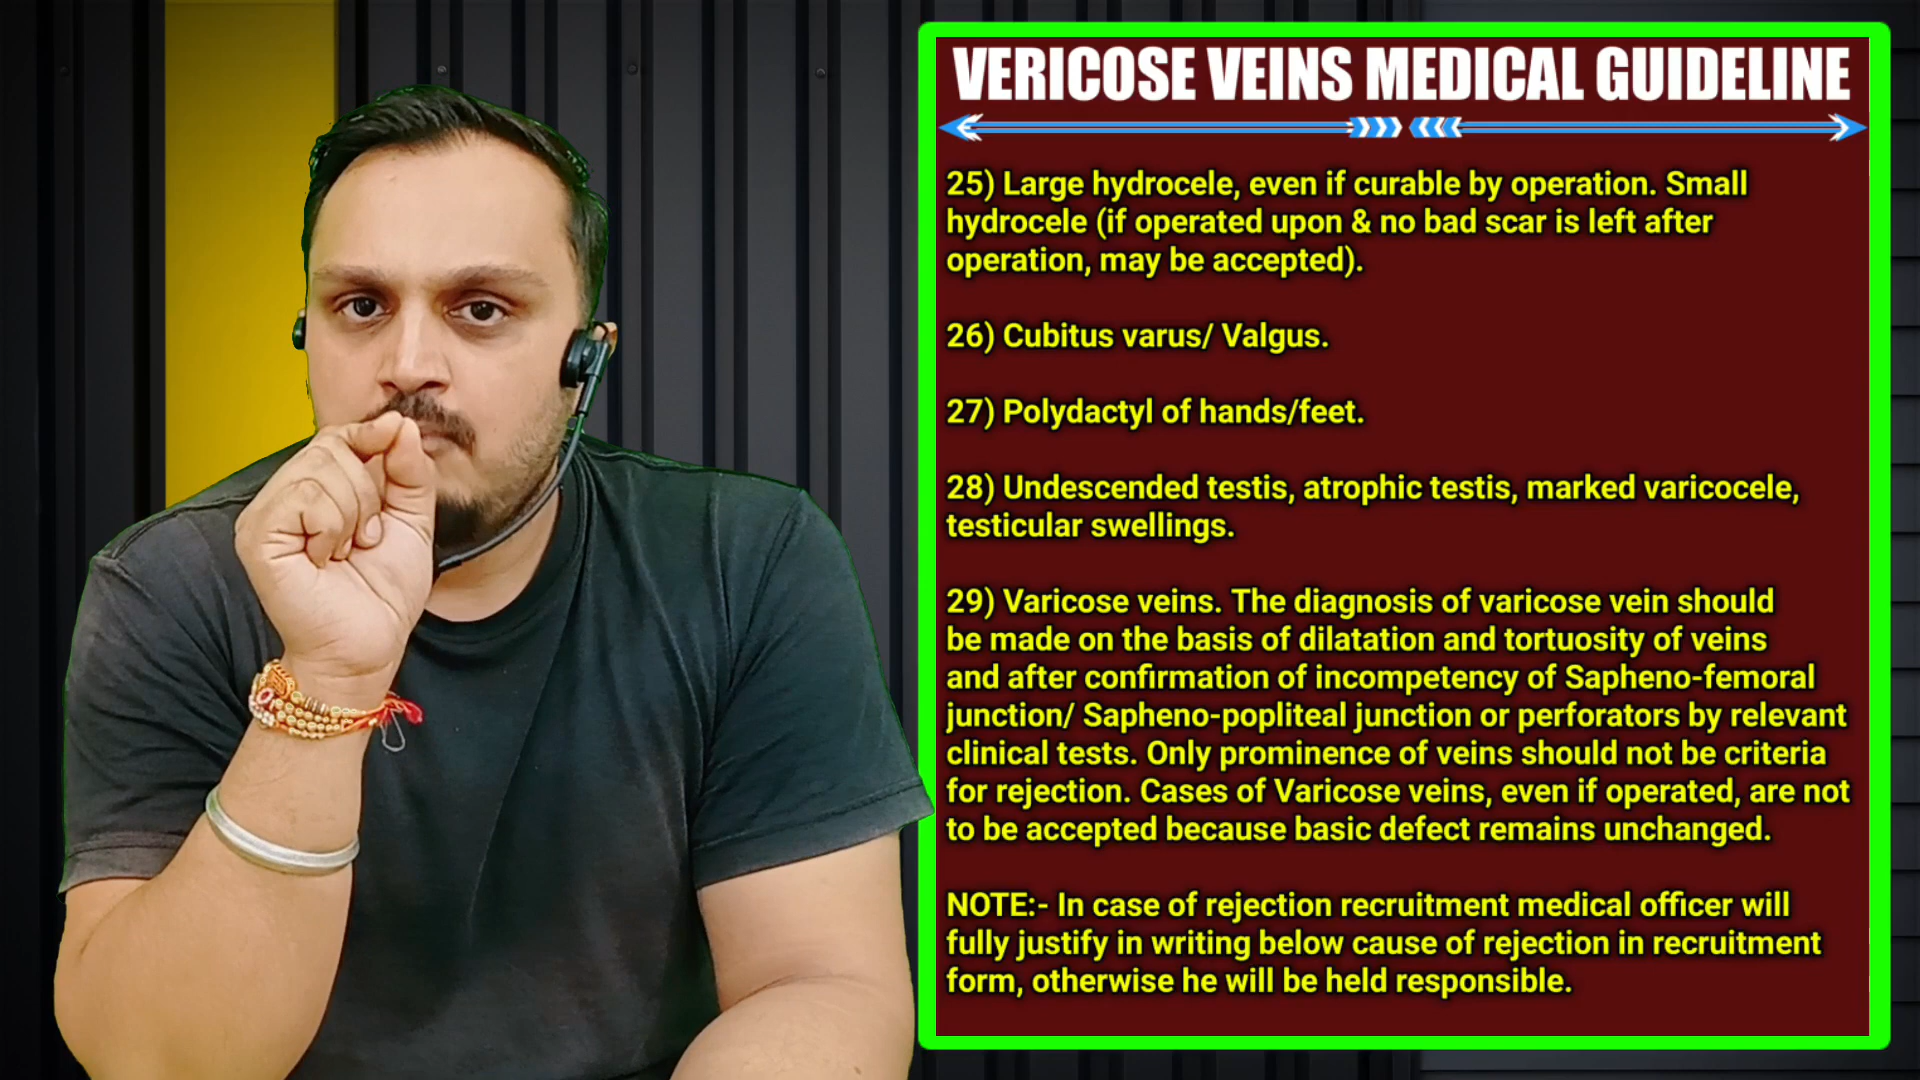 VERICOSE VEINS MEDICAL GUIDELINE
25) Large hydrocele, even if curable by operation. Small
hydrocele (if operated upon & no bad scar is left after
operation, may be accepted).
26) Cubitus varus/ Valgus.
27) Polydactyl of hands/feet.
28) Undescended testis, atrophic testis, marked varicocele,
testicular swellings.
29) Varicose veins. The diagnosis of varicose vein should
be made on the basis of dilatation and tortuosity of veins
and after confirmation of incompetency of Sapheno-femoral
junction/ Sapheno-popliteal junction or perforators by relevant
clinical tests. Only prominence of veins should not be criteria
for rejection. Cases of Varicose veins, even if operated, are not
to be accepted because basic defect remains unchanged.
NOTE:- In case of rejection recruitment medical officer will
fully justify in writing below cause of rejection in recruitment
form, otherwise he will be held responsible.